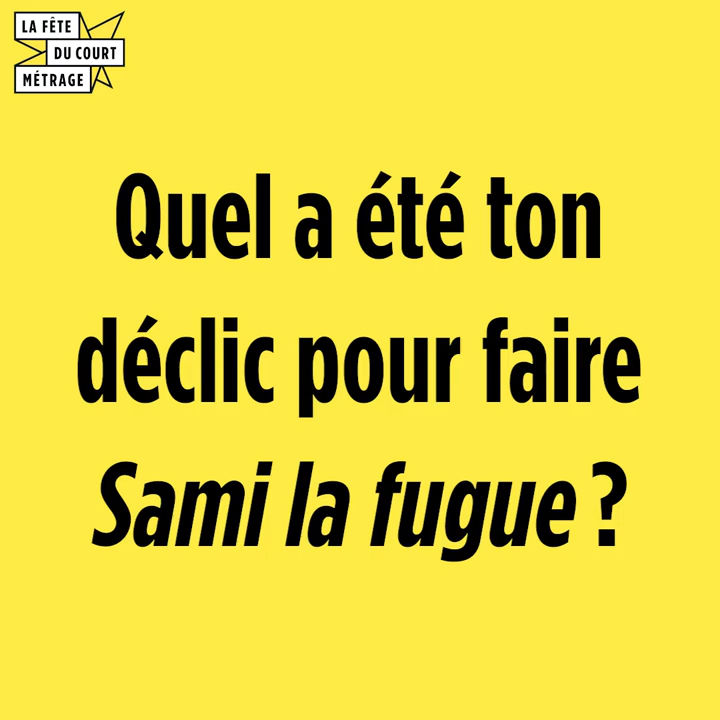 LA FÊTE
DU COURT
MÉTRAGE
Quel a été ton
déclic pour faire
Sami la fugue ?